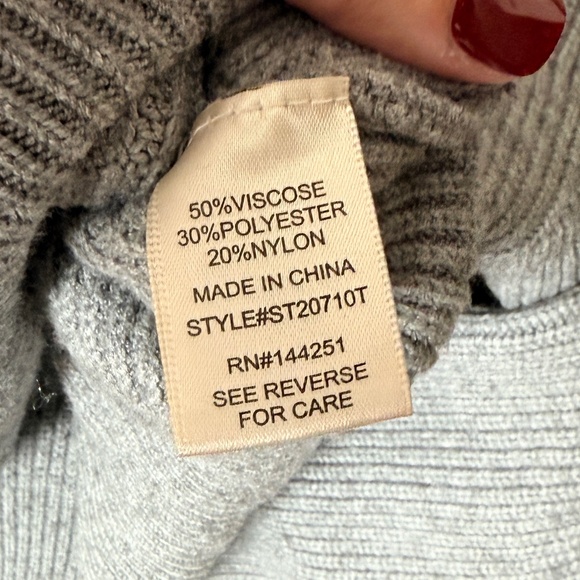 50%VISCOSE
30%POLYESTER
20%NYLON
MADE IN CHINA
STYLE#ST20710T
RN#144251
SEE REVERSE
FOR CARE